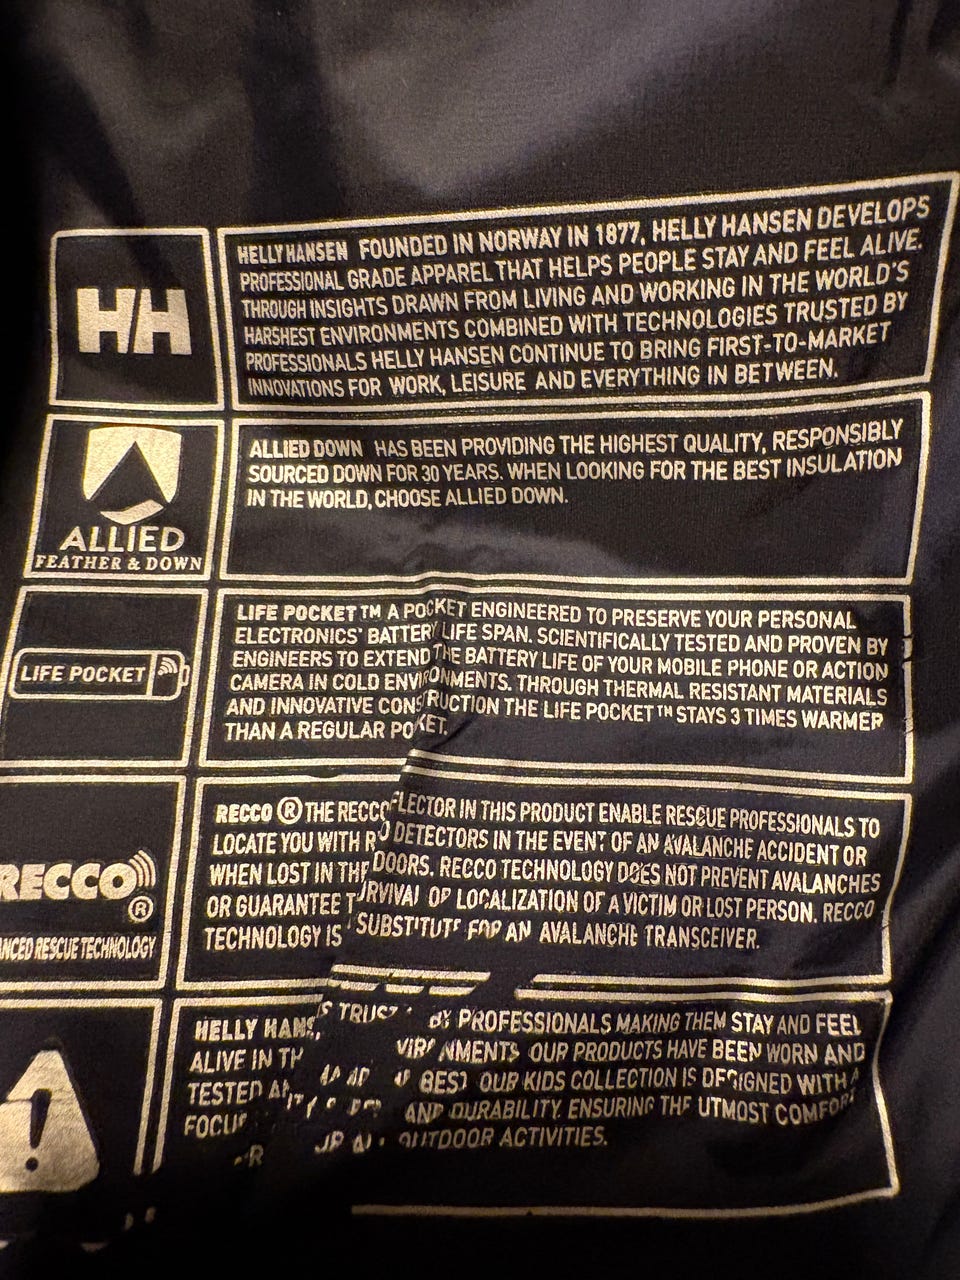 HH
HELLY HANSEN FOUNDED IN NORWAY IN 1877, HELLY HANSEN DEVELOPS
PROFESSIONAL GRADE APPAREL THAT HELPS PEOPLE STAY AND FEEL ALIVE.
THROUGH INSIGHTS DRAWN FROM LIVING AND WORKING IN THE WORLD'S
HARSHEST ENVIRONMENTS COMBINED WITH TECHNOLOGIES TRUSTED BY
PROFESSIONALS HELLY HANSEN CONTINUE TO BRING FIRST-TO-MARKET
INNOVATIONS FOR WORK, LEISURE AND EVERYTHING IN BETWEEN.
ALLIED
FEATHER & DOWN
ALLIED DOWN HAS BEEN PROVIDING THE HIGHEST QUALITY, RESPONSIBLY
SOURCED DOWN FOR 30 YEARS. WHEN LOOKING FOR THE BEST INSULATION
IN THE WORLD, CHOOSE ALLIED DOWN.
LIFE POCKET
LIFE POCKET™ A POCKET ENGINEERED TO PRESERVE YOUR PERSONAL
ELECTRONICS' BATTERY LIFE SPAN. SCIENTIFICALLY TESTED AND PROVEN BY
ENGINEERS TO EXTEND THE BATTERY LIFE OF YOUR MOBILE PHONE OR ACTION
CAMERA IN COLD ENVIRONMENTS. THROUGH THERMAL RESISTANT MATERIALS
AND INNOVATIVE CONSTRUCTION THE LIFE POCKET™ STAYS 3 TIMES WARMER
THAN A REGULAR POCKET.
RECCO®
RESCUE TECHNOLOGY
RECCO® THE RECCO FLECTOR IN THIS PRODUCT ENABLE RESCUE PROFESSIONALS TO
LOCATE YOU WITH DETECTORS IN THE EVENT OF AN AVALANCHE ACCIDENT OR
WHEN LOST IN THE DOORS. RECCO TECHNOLOGY DOES NOT PREVENT AVALANCHES
OR GUARANTEE OF LOCALIZATION OF A VICTIM OR LOST PERSON. RECCO
TECHNOLOGY IS SUBSTITUTE FOR AN AVALANCHE TRANSCEIVER.
HELLY BY PROFESSIONALS MAKING THEM STAY AND FEEL
ALIVE IN OUR PRODUCTS HAVE BEEN WORN AND
TESTED BEST OUR KIDS COLLECTION IS DESIGNED WITH A
AND DURABILITY. ENSURING THE UTMOST COMFORT
OUTDOOR ACTIVITIES.